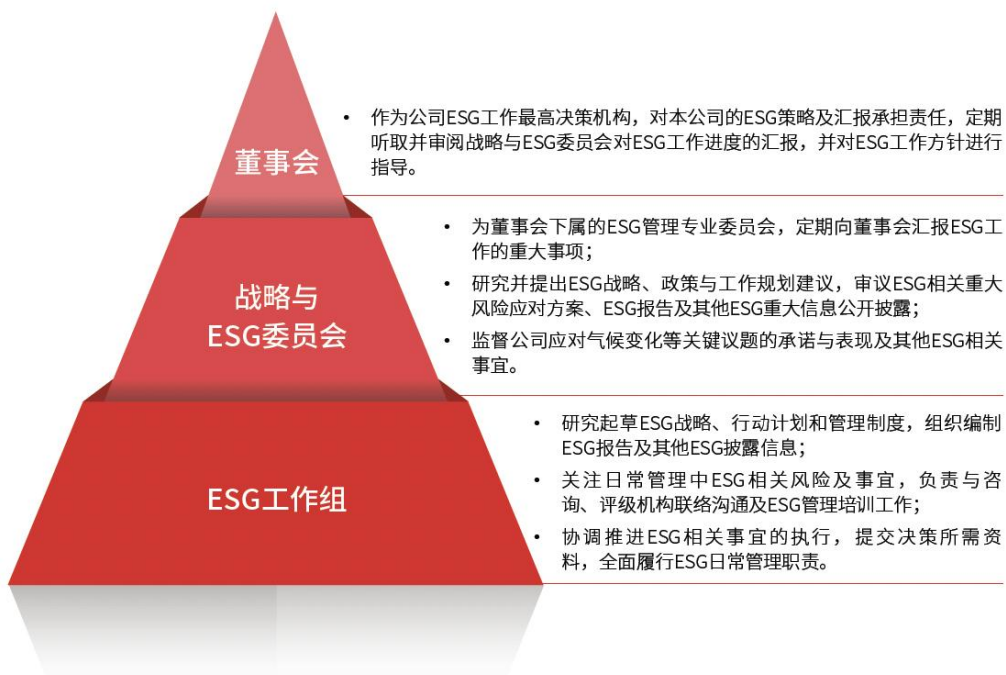 董事会
• 作为公司ESG工作最高决策机构，对本公司的ESG策略及汇报承担责任，定期
听取并审阅战略与ESG委员会对ESG工作进度的汇报，并对ESG工作方针进行
指导。
战略与
ESG委员会
• 为董事会下属的ESG管理专业委员会，定期向董事会汇报ESG工
作的重大事项；
• 研究并提出ESG战略、政策与工作规划建议，审议ESG相关重大
风险应对方案、ESG报告及其他ESG重大信息公开披露；
• 监督公司应对气候变化等关键议题的承诺与表现及其他ESG相关
事宜。
ESG工作组
• 研究起草ESG战略、行动计划和管理制度，组织编制
ESG报告及其他ESG披露信息；
• 关注日常管理中ESG相关风险及事宜，负责与咨
询、评级机构联络沟通及ESG管理培训工作；
• 协调推进ESG相关事宜的执行，提交决策所需资
料，全面履行ESG日常管理职责。